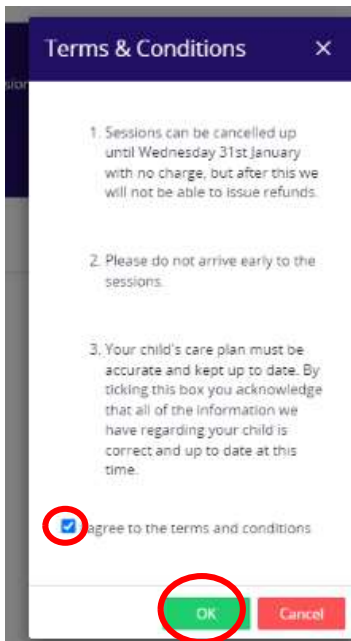 Terms & Conditions ×
1. Sessions can be cancelled up
until Wednesday 31st January
with no charge, but after this we
will not be able to issue refunds.
2. Please do not arrive early to the
sessions.
3. Your child's care plan must be
accurate and kept up to date. By
ticking this box you acknowledge
that all of the information we
have regarding your child is
correct and up to date at this
time.
agree to the terms and conditions
OK Cancel